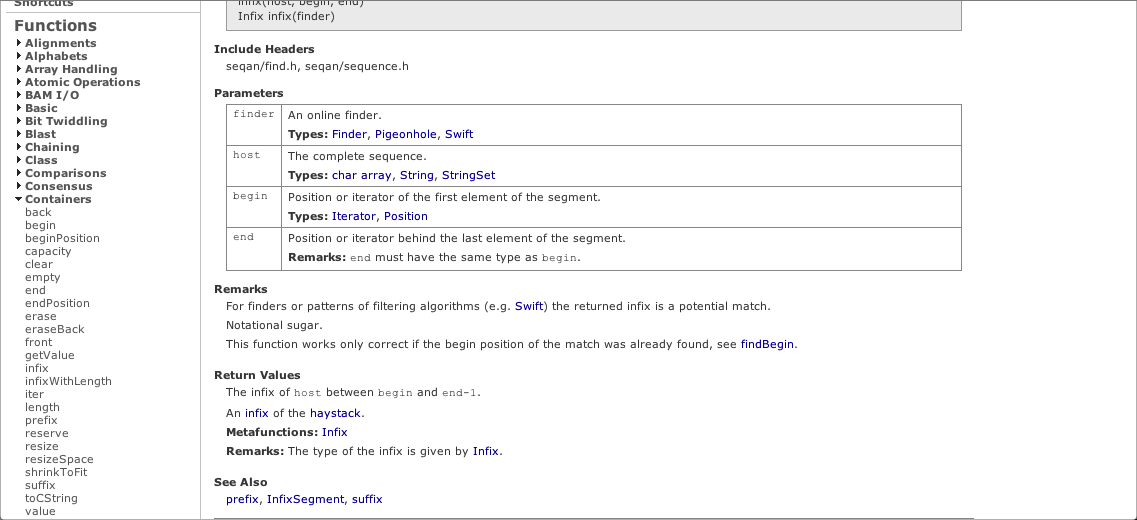 Shortcuts
Functions
Alignments
Alphabets
Array Handling
Atomic Operations
BAM I/O
Basic
Bit Twiddling
Blast
Chaining
Class
Comparisons
Consensus
Containers
back
begin
beginPosition
capacity
clear
empty
end
endPosition
erase
eraseBack
front
getValue
infix
infixWithLength
iter
length
prefix
reserve
resize
resizeSpace
shrinkToFit
suffix
toCString
value
infix(host, begin, end)
Infix infix(finder)
Include Headers
seqan/find.h, seqan/sequence.h
Parameters
finder An online finder.
Types: Finder, Pigeonhole, Swift
host The complete sequence.
Types: char array, String, StringSet
begin Position or iterator of the first element of the segment.
Types: Iterator, Position
end Position or iterator behind the last element of the segment.
Remarks: end must have the same type as begin.
Remarks
For finders or patterns of filtering algorithms (e.g. Swift) the returned infix is a potential match.
Notational sugar.
This function works only correct if the begin position of the match was already found, see findBegin.
Return Values
The infix of host between begin and end-1.
An infix of the haystack.
Metafunctions: Infix
Remarks: The type of the infix is given by Infix.
See Also
prefix, InfixSegment, suffix